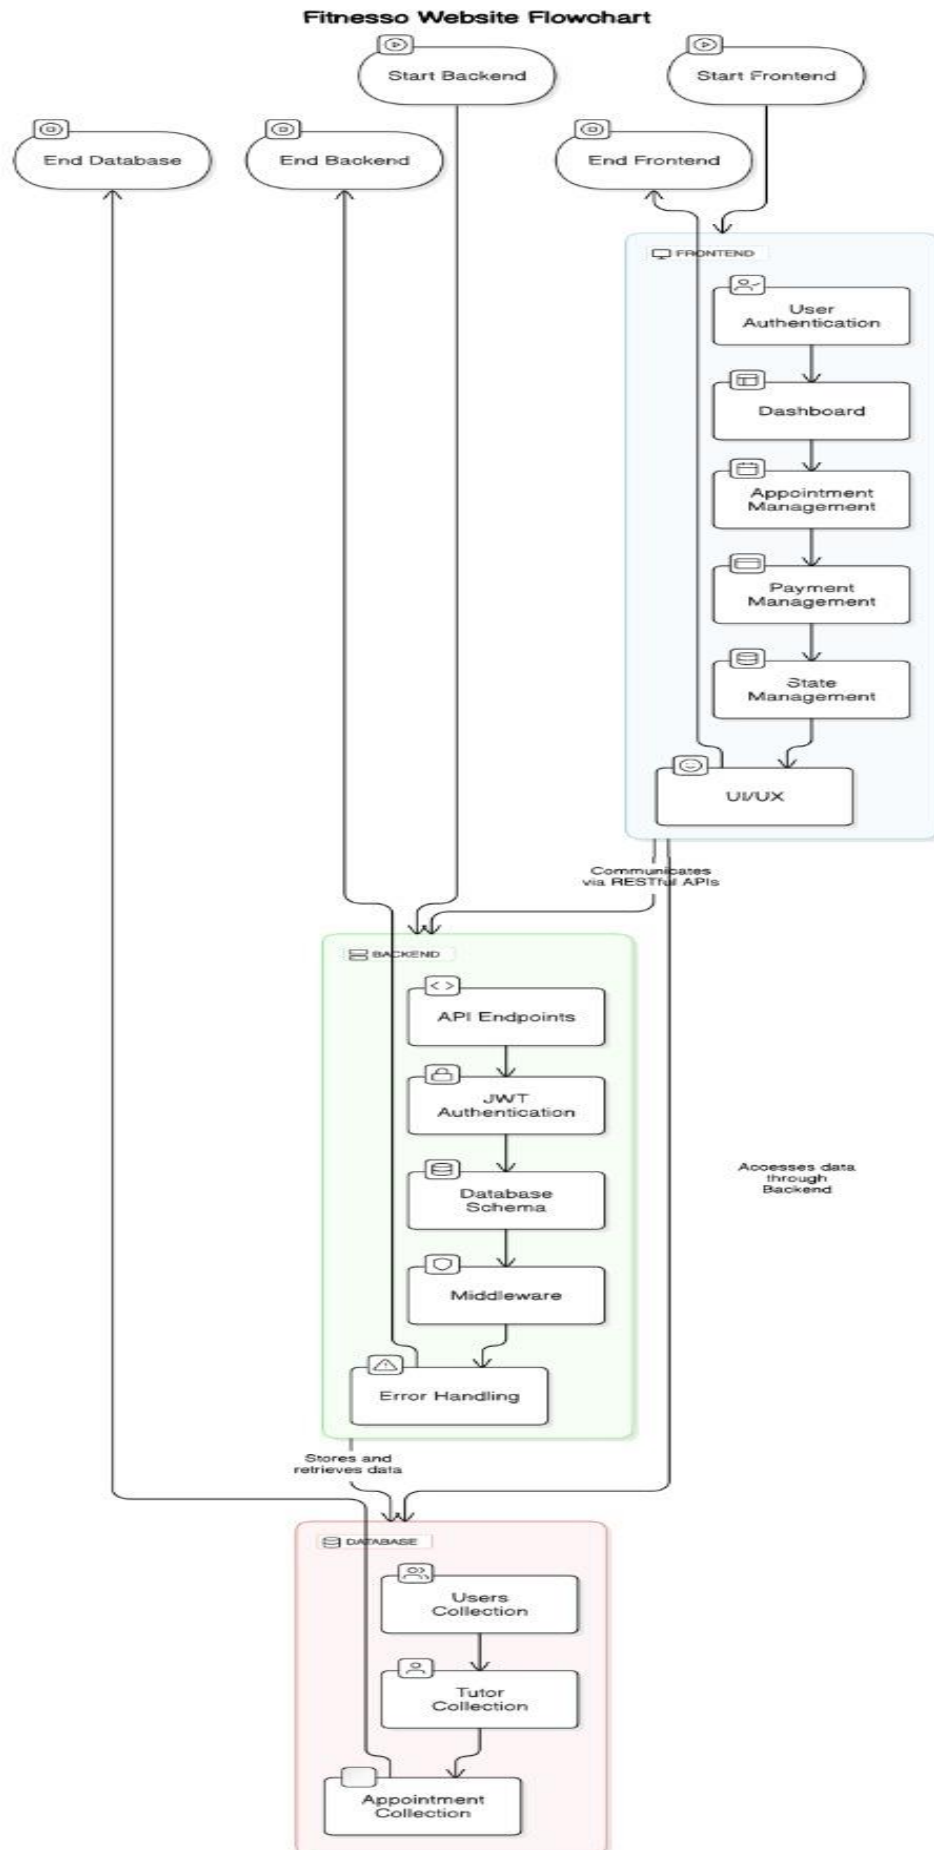 Fitnesso Website Flowchart
Start Backend
Start Frontend
End Database
End Backend
End Frontend
FRONTEND
User
Authentication
Dashboard
Appointment
Management
Payment
Management
State
Management
UI/UX
Communicates
via RESTful APIs
BACKEND
API Endpoints
JWT
Authentication
Database
Schema
Middleware
Error Handling
Accesses data
through
Backend
Stores and
retrieves data
DATABASE
Users
Collection
Tutor
Collection
Appointment
Collection